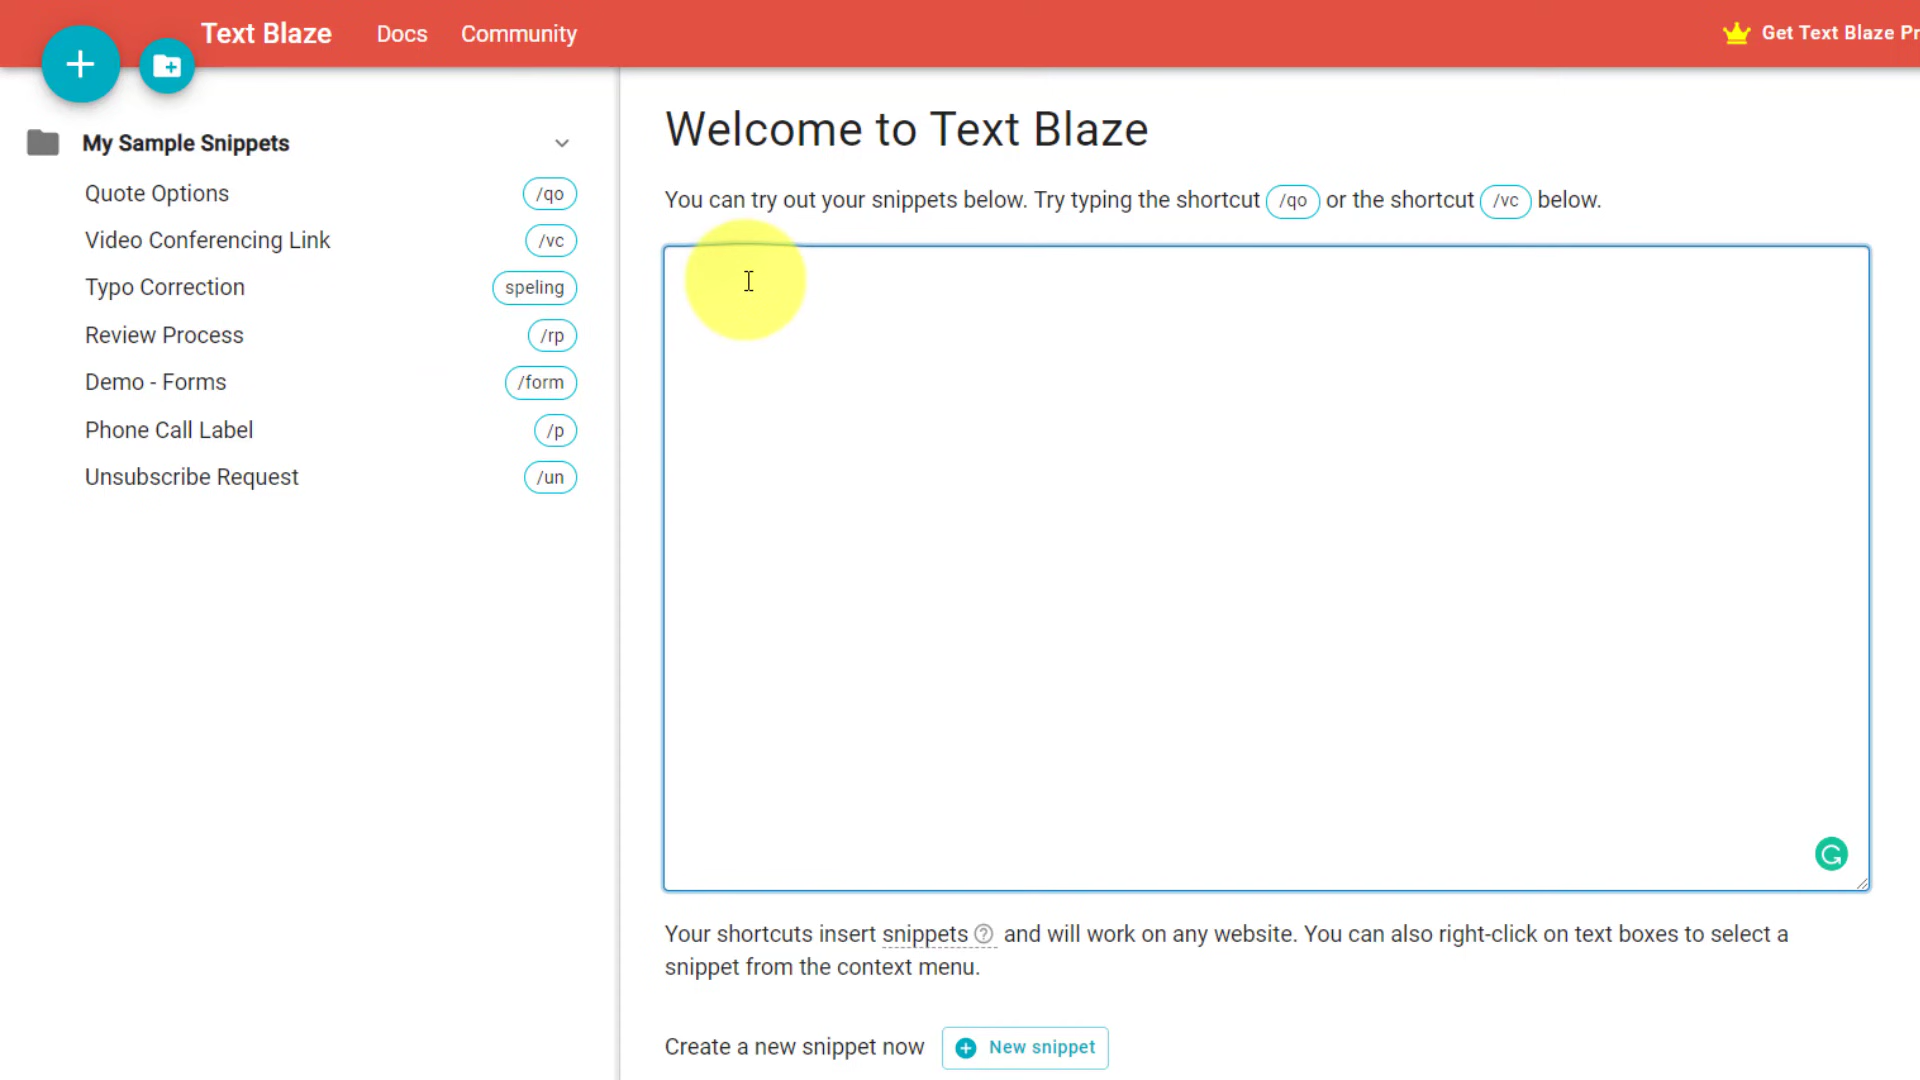 Text Blaze Docs Community Get Text Blaze Pr
My Sample Snippets
Quote Options /qo
Video Conferencing Link /vc
Typo Correction speling
Review Process /rp
Demo - Forms /form
Phone Call Label /p
Unsubscribe Request /un
Welcome to Text Blaze
You can try out your snippets below. Try typing the shortcut /qo or the shortcut /vc below.
Your shortcuts insert snippets ? and will work on any website. You can also right-click on text boxes to select a
snippet from the context menu.
Create a new snippet now New snippet